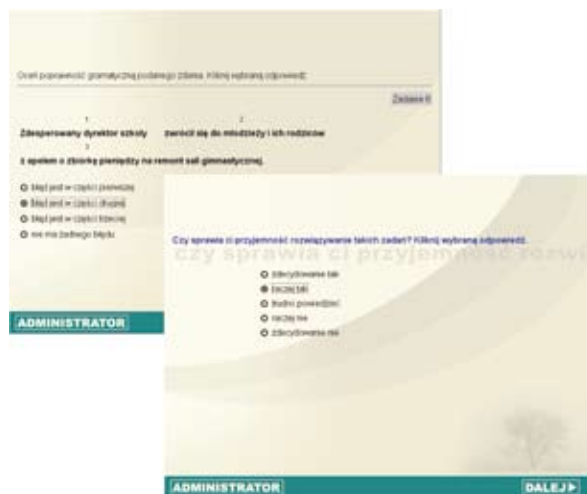 Oceń poprawność gramatyczną podanego zdania. Kliknij wybraną odpowiedź.
Zadanie 6
1 2
Zdesperowany dyrektor szkoły zwrócił się do młodzieży i ich rodziców
3
z apelem o zbiórkę pieniędzy na remont sali gimnastycznej.
błąd jest w części pierwszej
błąd jest w części drugiej
błąd jest w części trzeciej
nie ma żadnego błędu
ADMINISTRATOR
Czy sprawia ci przyjemność rozwiązywanie takich zadań? Kliknij wybraną odpowiedź.
czy sprawia ci przyjemność rozwi
zdecydowanie tak
raczej tak
trudno powiedzieć
raczej nie
zdecydowanie nie
ADMINISTRATOR
DALEJ